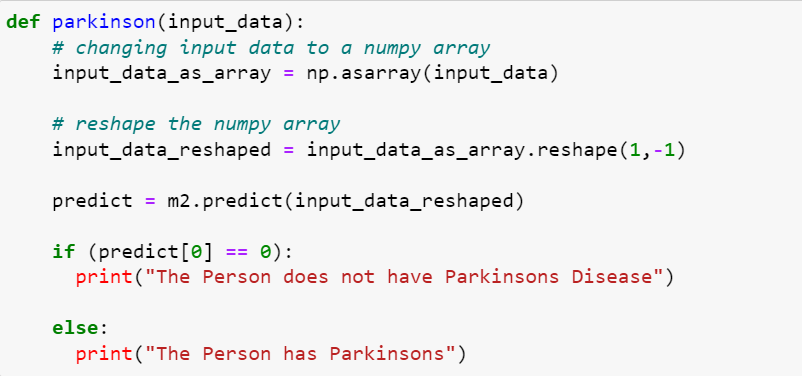 def parkinson(input_data):
    # changing input data to a numpy array
    input_data_as_array = np.asarray(input_data)
    # reshape the numpy array
    input_data_reshaped = input_data_as_array.reshape(1,-1)
    predict = m2.predict(input_data_reshaped)
    if (predict[0] == 0):
      print("The Person does not have Parkinsons Disease")
    else:
      print("The Person has Parkinsons")